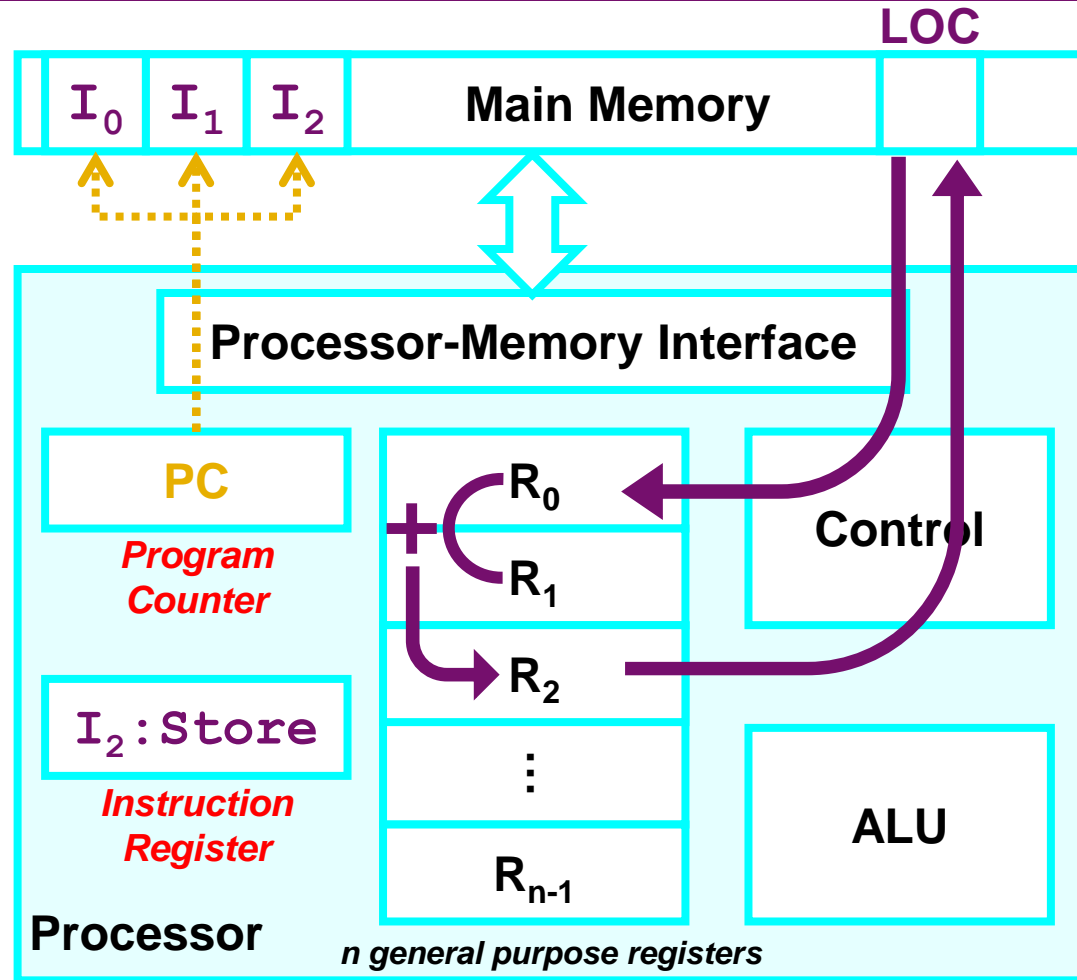 LOC
I₀ I₁ I₂ Main Memory
Processor-Memory Interface
PC
Program
Counter
I₂:Store
Instruction
Register
R₀
+
R₁
R₂
⋮
Rₙ₋₁
n general purpose registers
Control
ALU
Processor